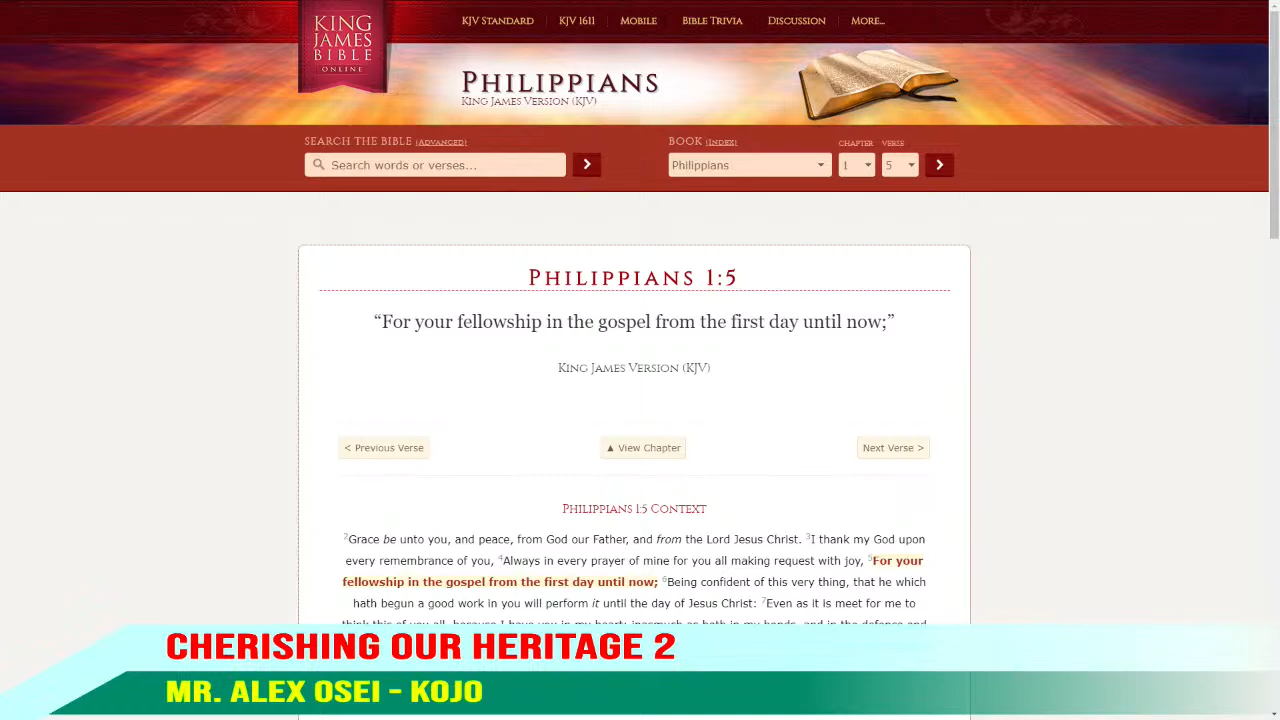 KING
JAMES
BIBLE
ONLINE
KJV STANDARD
KJV 1611
MOBILE
BIBLE TRIVIA
DISCUSSION
MORE...
PHILIPPIANS
KING JAMES VERSION (KJV)
SEARCH THE BIBLE (ADVANCED)
Search words or verses...
BOOK (INDEX)
CHAPTER
VERSE
Philippians
1
5
PHILIPPIANS 1:5
“For your fellowship in the gospel from the first day until now;”
KING JAMES VERSION (KJV)
< Previous Verse
▲ View Chapter
Next Verse >
PHILIPPIANS 1:5 CONTEXT
2Grace be unto you, and peace, from God our Father, and from the Lord Jesus Christ. 3I thank my God upon
every remembrance of you, 4Always in every prayer of mine for you all making request with joy, 5For your
fellowship in the gospel from the first day until now; 6Being confident of this very thing, that he which
hath begun a good work in you will perform it until the day of Jesus Christ: 7Even as it is meet for me to
CHERISHING OUR HERITAGE 2
MR. ALEX OSEI - KOJO